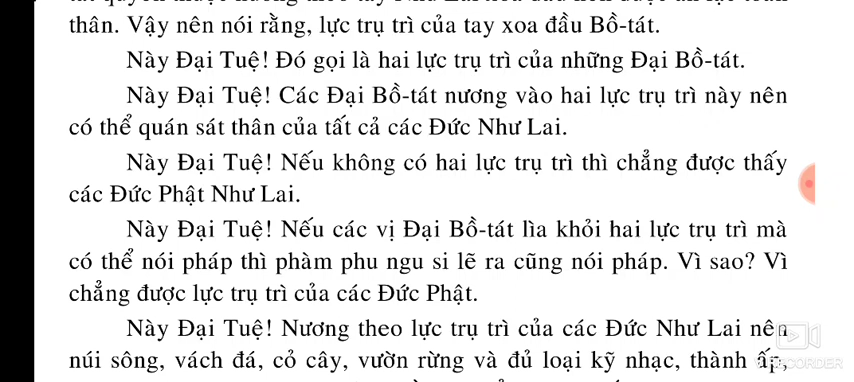 thân. Vậy nên nói rằng, lực trụ trì của tay xoa đầu Bồ-tát.
Này Đại Tuệ! Đó gọi là hai lực trụ trì của những Đại Bồ-tát.
Này Đại Tuệ! Các Đại Bồ-tát nương vào hai lực trụ trì này nên
có thể quán sát thân của tất cả các Đức Như Lai.
Này Đại Tuệ! Nếu không có hai lực trụ trì thì chẳng được thấy
các Đức Phật Như Lai.
Này Đại Tuệ! Nếu các vị Đại Bồ-tát lìa khỏi hai lực trụ trì mà
có thể nói pháp thì phàm phu ngu si lẽ ra cũng nói pháp. Vì sao? Vì
chẳng được lực trụ trì của các Đức Phật.
Này Đại Tuệ! Nương theo lực trụ trì của các Đức Như Lai nên
núi sông, vách đá, cỏ cây, vườn rừng và đủ loại kỹ nhạc, thành ấp,
RECORDER